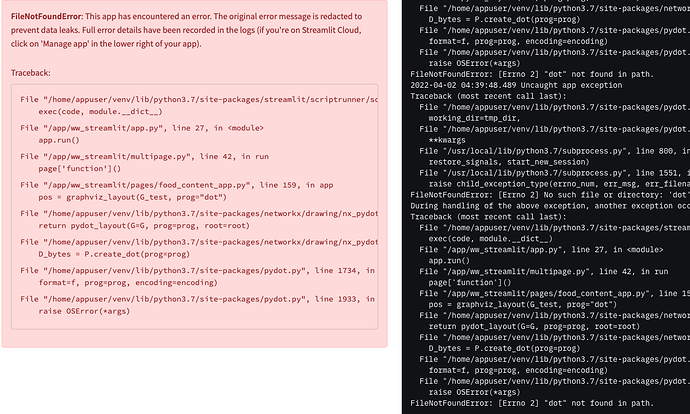 FileNotFoundError: This app has encountered an error. The original error message is redacted to
prevent data leaks. Full error details have been recorded in the logs (if you're on Streamlit Cloud,
click on 'Manage app' in the lower right of your app).
Traceback:
File "/home/appuser/venv/lib/python3.7/site-packages/streamlit/scriptrunner/sc
exec(code, module.__dict__)
File "/app/ww_streamlit/app.py", line 27, in <module>
app.run()
File "/app/ww_streamlit/multipage.py", line 42, in run
page['function']()
File "/app/ww_streamlit/pages/food_content_app.py", line 159, in app
pos = graphviz_layout(G_test, prog="dot")
File "/home/appuser/venv/lib/python3.7/site-packages/networkx/drawing/nx_pydot
return pydot_layout(G=G, prog=prog, root=root)
File "/home/appuser/venv/lib/python3.7/site-packages/networkx/drawing/nx_pydot
D_bytes = P.create_dot(prog=prog)
File "/home/appuser/venv/lib/python3.7/site-packages/pydot.py", line 1734, in
format=f, prog=prog, encoding=encoding)
File "/home/appuser/venv/lib/python3.7/site-packages/pydot.py", line 1933, in
raise OSError(*args)
File "/home/appuser/venv/lib/python3.7/site-packages/networ
D_bytes = P.create_dot(prog=prog)
File "/home/appuser/venv/lib/python3.7/site-packages/pydot.
format=f, prog=prog, encoding=encoding)
File "/home/appuser/venv/lib/python3.7/site-packages/pydot.
raise OSError(*args)
FileNotFoundError: [Errno 2] "dot" not found in path.
2022-04-02 04:39:48.489 Uncaught app exception
Traceback (most recent call last):
File "/home/appuser/venv/lib/python3.7/site-packages/pydot.
working_dir=tmp_dir,
File "/home/appuser/venv/lib/python3.7/site-packages/pydot.
**kwargs
File "/usr/local/lib/python3.7/subprocess.py", line 800, in
restore_signals, start_new_session)
File "/usr/local/lib/python3.7/subprocess.py", line 1551, i
raise child_exception_type(errno_num, err_msg, err_filena
FileNotFoundError: [Errno 2] No such file or directory: 'dot'
During handling of the above exception, another exception occ
Traceback (most recent call last):
File "/home/appuser/venv/lib/python3.7/site-packages/stream
exec(code, module.__dict__)
File "/app/ww_streamlit/app.py", line 27, in <module>
app.run()
File "/app/ww_streamlit/multipage.py", line 42, in run
page['function']()
File "/app/ww_streamlit/pages/food_content_app.py", line 15
pos = graphviz_layout(G_test, prog="dot")
File "/home/appuser/venv/lib/python3.7/site-packages/networ
return pydot_layout(G=G, prog=prog, root=root)
File "/home/appuser/venv/lib/python3.7/site-packages/networ
D_bytes = P.create_dot(prog=prog)
File "/home/appuser/venv/lib/python3.7/site-packages/pydot.
format=f, prog=prog, encoding=encoding)
File "/home/appuser/venv/lib/python3.7/site-packages/pydot.
raise OSError(*args)
FileNotFoundError: [Errno 2] "dot" not found in path.